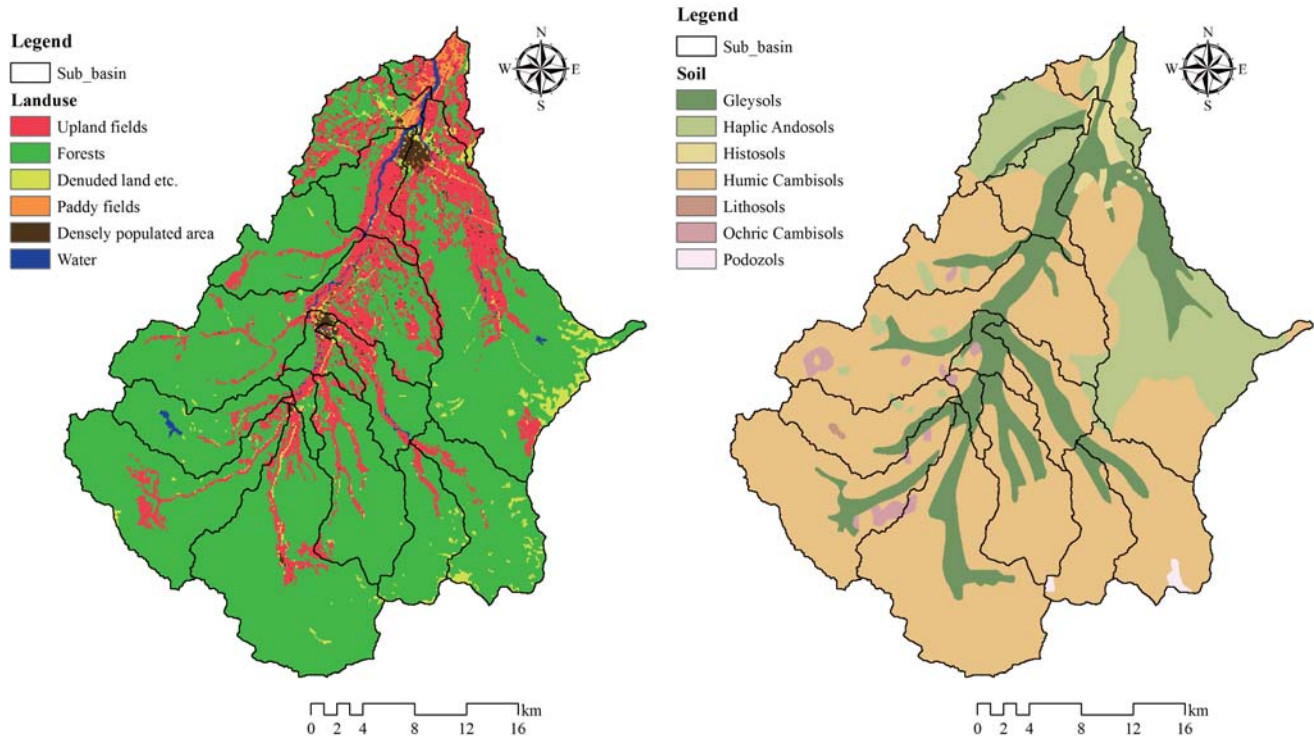 Legend
Sub_basin
Landuse
Upland fields
Forests
Denuded land etc.
Paddy fields
Densely populated area
Water
N
W E
S
km
0 2 4 8 12 16
Legend
Sub_basin
Soil
Gleysols
Haplic Andosols
Histosols
Humic Cambisols
Lithosols
Ochric Cambisols
Podozols
N
W E
S
km
0 2 4 8 12 16